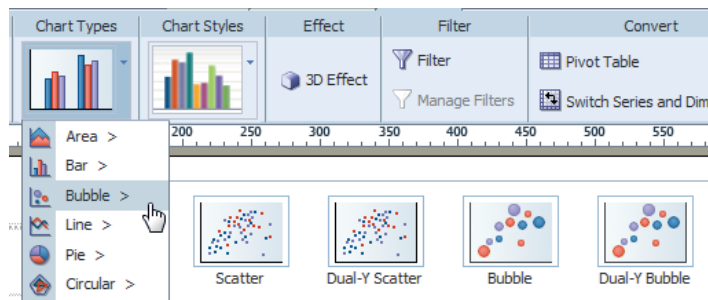 Chart Types Chart Styles Effect Filter Convert
Filter Pivot Table
3D Effect
Manage Filters Switch Series and Dim
200 250 300 350 400 450 500 550
Area >
Bar >
Bubble >
Line >
Pie >
Circular >
Scatter Dual-Y Scatter Bubble Dual-Y Bubble